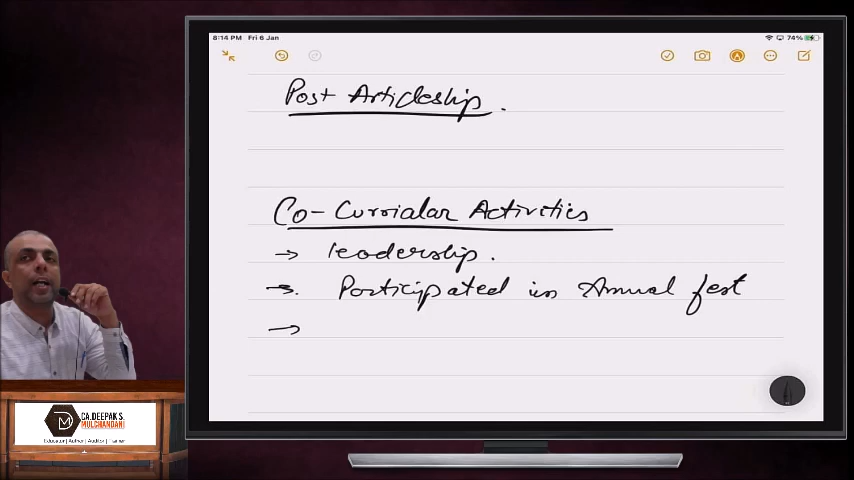 8:14 PM Fri 6 Jan
74%
Post Articleship .
Co-Curricular Activities
→ leadership.
→ Participated in Annual fest
→
CA.DEEPAK S.
MULCHANDANI
Educator | Author | Auditor | Trainer